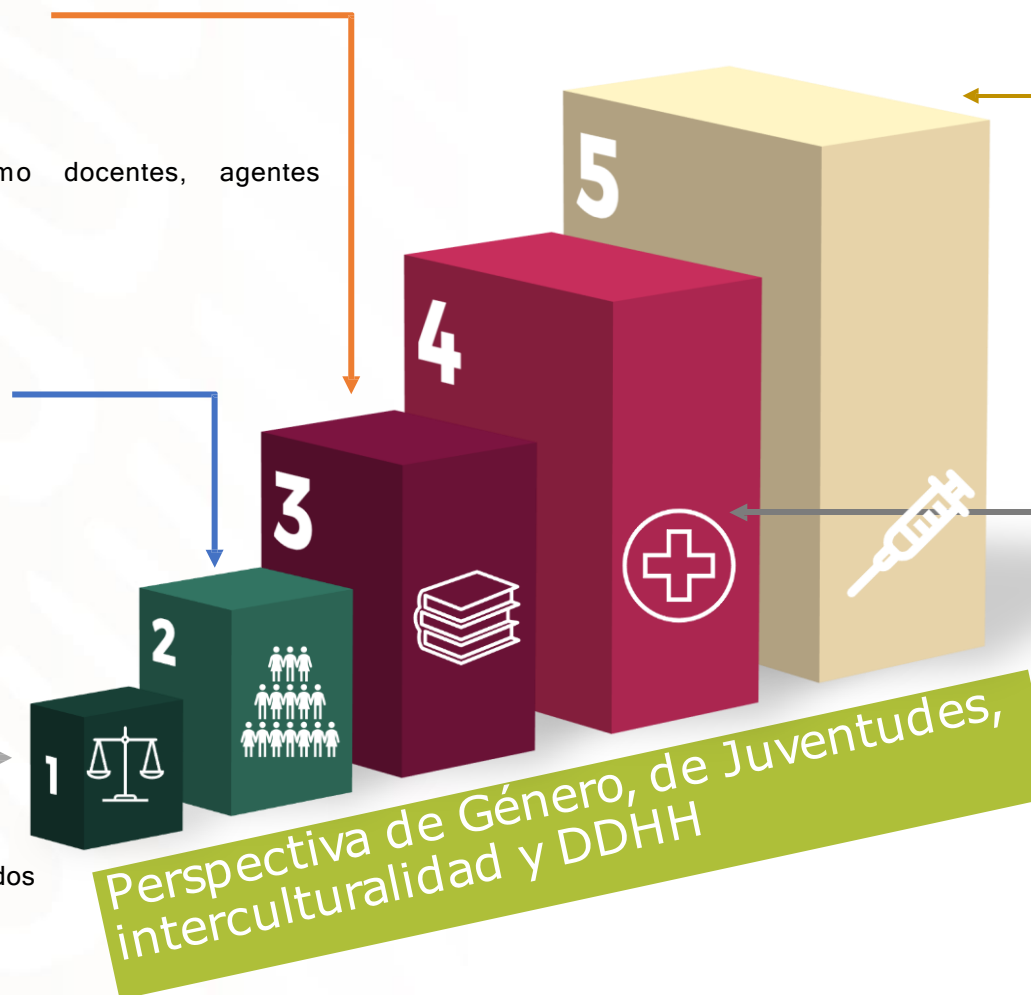 mo docentes, agentes
5
4
3
2
1
dos
Perspectiva de Género, de Juventudes,
interculturalidad y DDHH